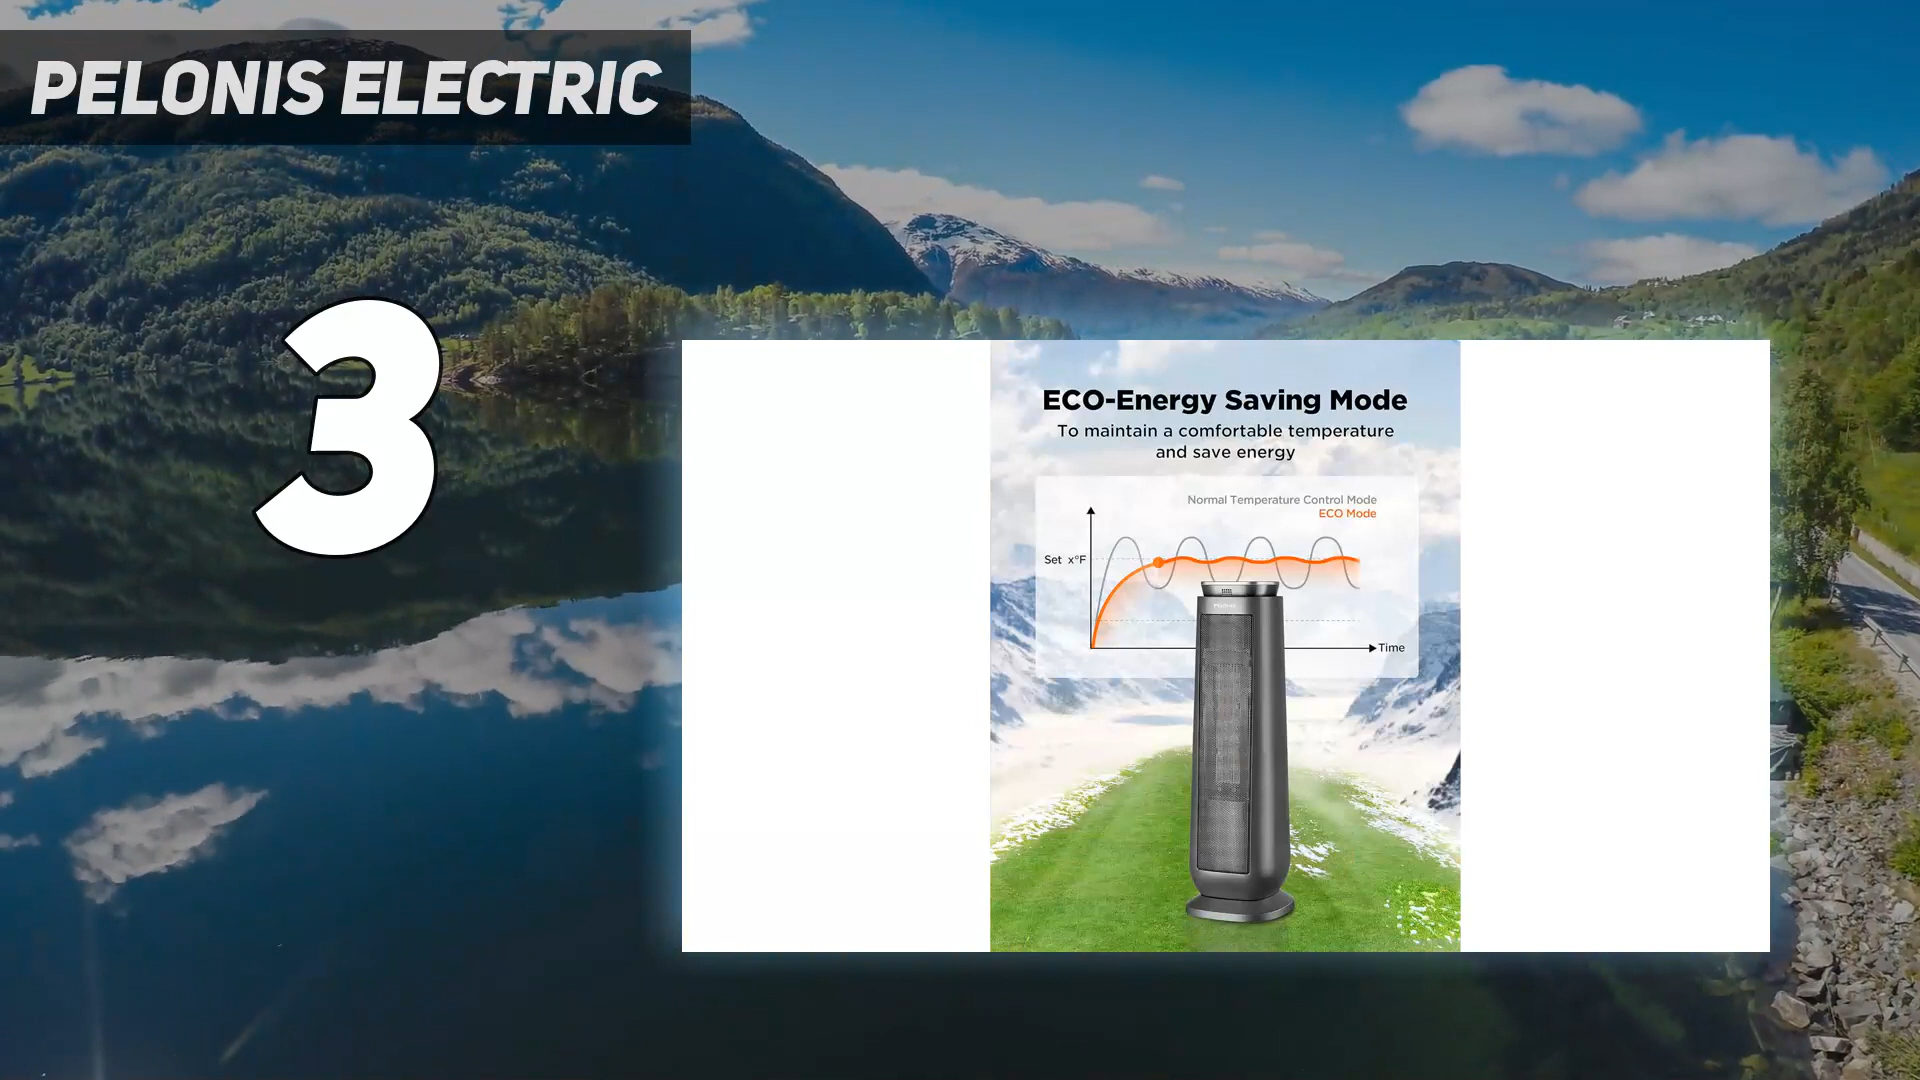 PELONIS ELECTRIC
3
ECO-Energy Saving Mode
To maintain a comfortable temperature
and save energy
Normal Temperature Control Mode
ECO Mode
Set x°F
Time